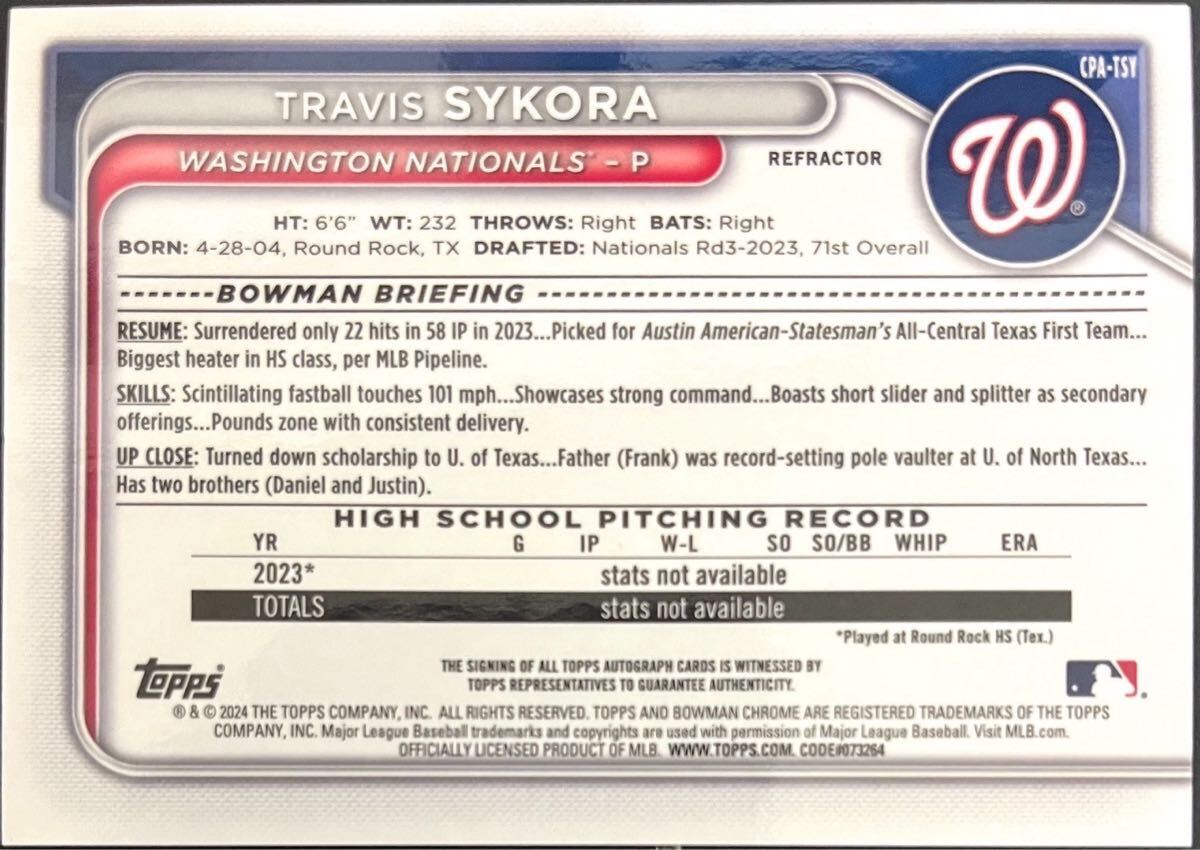 CPA-TSY
TRAVIS SYKORA
WASHINGTON NATIONALS® – P
REFRACTOR
W®
HT: 6'6" WT: 232 THROWS: Right BATS: Right
BORN: 4-28-04, Round Rock, TX DRAFTED: Nationals Rd3-2023, 71st Overall
BOWMAN BRIEFING
RESUME: Surrendered only 22 hits in 58 IP in 2023...Picked for Austin American-Statesman's All-Central Texas First Team...
Biggest heater in HS class, per MLB Pipeline.
SKILLS: Scintillating fastball touches 101 mph...Showcases strong command...Boasts short slider and splitter as secondary
offerings...Pounds zone with consistent delivery.
UP CLOSE: Turned down scholarship to U. of Texas...Father (Frank) was record-setting pole vaulter at U. of North Texas...
Has two brothers (Daniel and Justin).
HIGH SCHOOL PITCHING RECORD
YR G IP W-L SO SO/BB WHIP ERA
2023* stats not available
TOTALS stats not available
*Played at Round Rock HS (Tex.)
Topps®
THE SIGNING OF ALL TOPPS AUTOGRAPH CARDS IS WITNESSED BY
TOPPS REPRESENTATIVES TO GUARANTEE AUTHENTICITY.
® & © 2024 THE TOPPS COMPANY, INC. ALL RIGHTS RESERVED. TOPPS AND BOWMAN CHROME ARE REGISTERED TRADEMARKS OF THE TOPPS
COMPANY, INC. Major League Baseball trademarks and copyrights are used with permission of Major League Baseball. Visit MLB.com.
OFFICIALLY LICENSED PRODUCT OF MLB. WWW.TOPPS.COM. CODE#073264